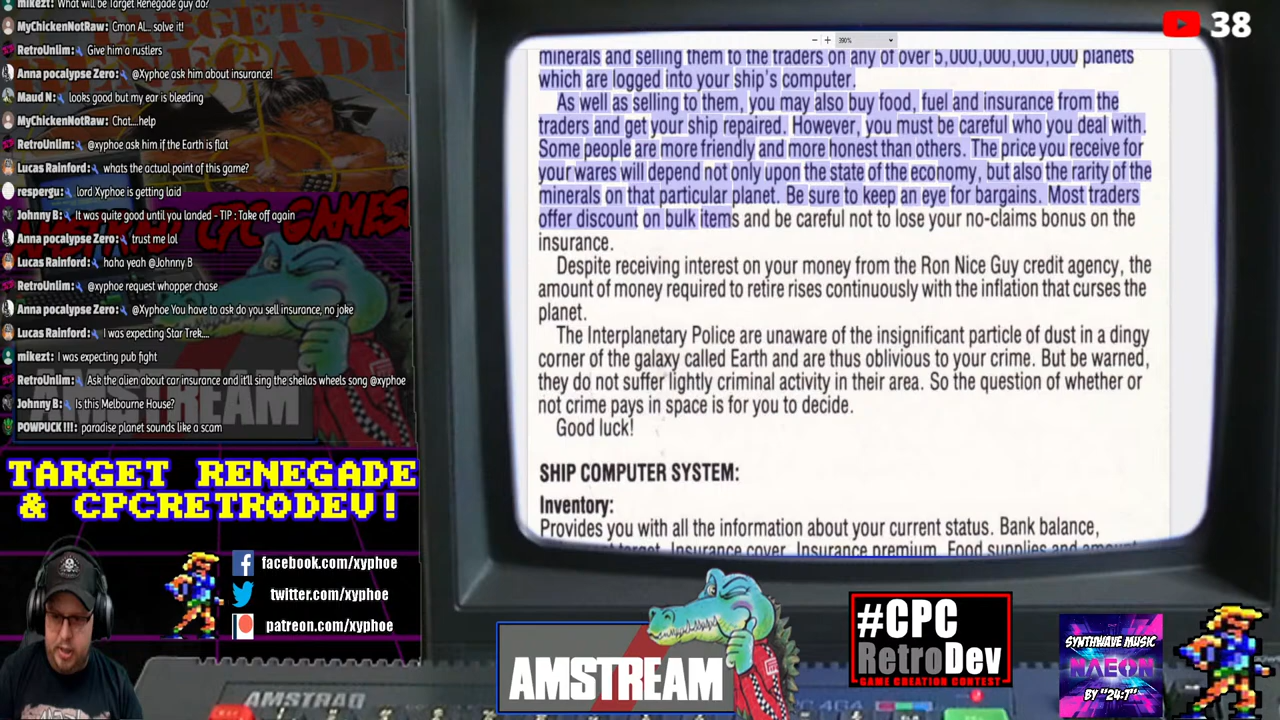 mikezt: What will be Target Renegade guy do?
MyChickenNotRaw: Cmon AL.. solve it!
RetroUnlim: Give him a rustlers
Anna pocalypse Zero: @Xyphoe ask him about insurance!
Maud N: looks good but my ear is bleeding
MyChickenNotRaw: Chat....help
RetroUnlim: @xyphoe ask him if the Earth is flat
Lucas Rainford: whats the actual point of this game?
respergu: lord Xyphoe is getting laid
Johnny B: It was quite good until you landed - TIP : Take off again
Anna pocalypse Zero: trust me lol
Lucas Rainford: haha yeah @Johnny B
RetroUnlim: @xyphoe request whopper chase
Anna pocalypse Zero: @Xyphoe You have to ask do you sell insurance, no joke
Lucas Rainford: I was expecting Star Trek....
mikezt: I was expecting pub fight
RetroUnlim: Ask the alien about car insurance and it'll sing the sheilas wheels song @xyphoe
Johnny B: Is this Melbourne House?
POWPUCK !!!: paradise planet sounds like a scam
AMSTREAM
TARGET RENEGADE
& CPCRETRODEV!
facebook.com/xyphoe
twitter.com/xyphoe
patreon.com/xyphoe
38
390%
minerals and selling them to the traders on any of over 5,000,000,000,000 planets
which are logged into your ship's computer.
As well as selling to them, you may also buy food, fuel and insurance from the
traders and get your ship repaired. However, you must be careful who you deal with.
Some people are more friendly and more honest than others. The price you receive for
your wares will depend not only upon the state of the economy, but also the rarity of the
minerals on that particular planet. Be sure to keep an eye for bargains. Most traders
offer discount on bulk items and be careful not to lose your no-claims bonus on the
insurance.
Despite receiving interest on your money from the Ron Nice Guy credit agency, the
amount of money required to retire rises continuously with the inflation that curses the
planet.
The Interplanetary Police are unaware of the insignificant particle of dust in a dingy
corner of the galaxy called Earth and are thus oblivious to your crime. But be warned,
they do not suffer lightly criminal activity in their area. So the question of whether or
not crime pays in space is for you to decide.
Good luck!
SHIP COMPUTER SYSTEM:
Inventory:
Provides you with all the information about your current status. Bank balance,
target, Insurance cover, Insurance premium, Food supplies and amount
AMSTRAD
AMSTREAM
#CPC
RetroDev
GAME CREATION CONTEST
SYNTHWAVE MUSIC
NAEON
BY "24:1"